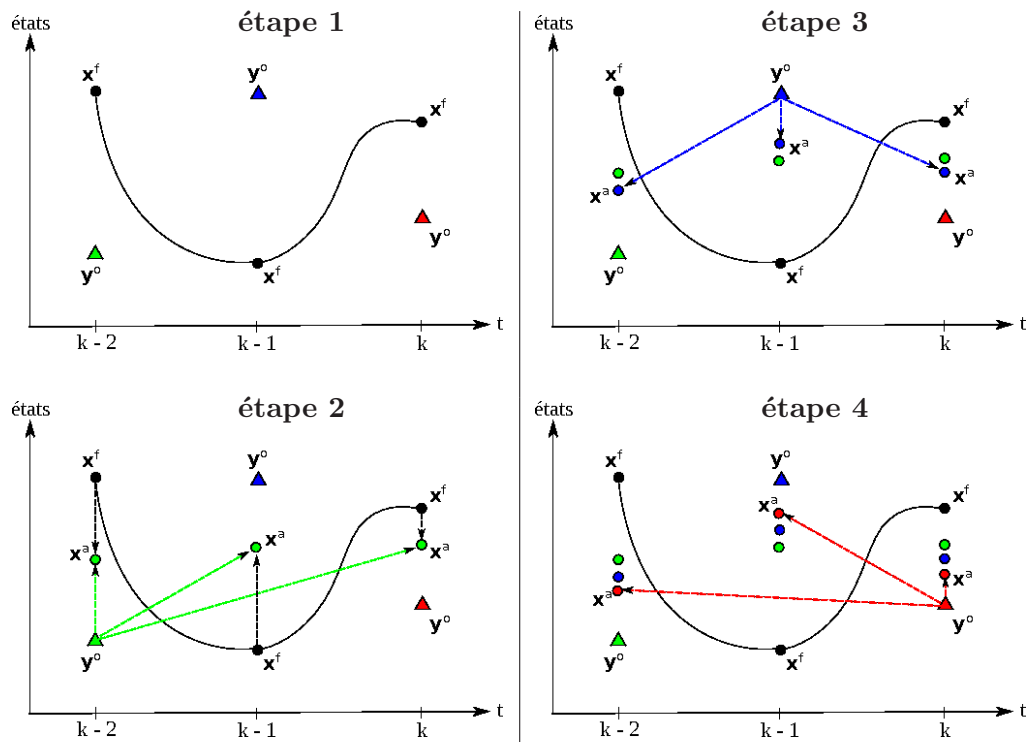 étape 1
états
x^f
y^o
x^f
y^o
y^o
x^f
t
k - 2
k - 1
k
étape 3
x^f
y^o
x^f
x^a
x^a
x^a
y^o
y^o
x^f
t
k - 2
k - 1
k
étape 2
états
x^f
y^o
x^f
x^a
x^a
x^a
y^o
y^o
x^f
t
k - 2
k - 1
k
étape 4
états
x^f
y^o
x^a
x^f
x^a
x^a
y^o
y^o
x^f
t
k - 2
k - 1
k
états